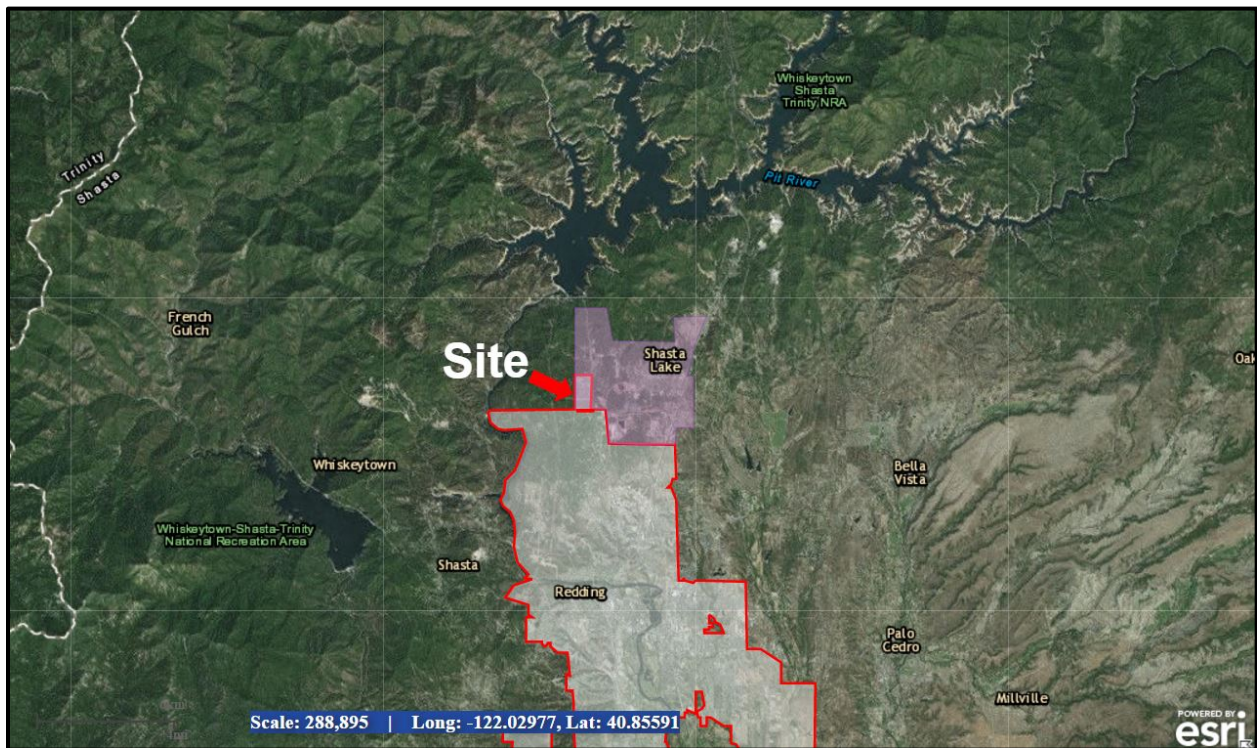 Whiskeytown
Shasta
Trinity NRA
Trinity
Shasta
Pit River
French
Gulch
Site
Shasta
Lake
Oak
Whiskeytown
Bella
Vista
Whiskeytown-Shasta-Trinity
National Recreation Area
Shasta
Redding
Palo
Cedro
Millville
Scale: 288,895 | Long: -122.02977, Lat: 40.85591
POWERED BY
esri